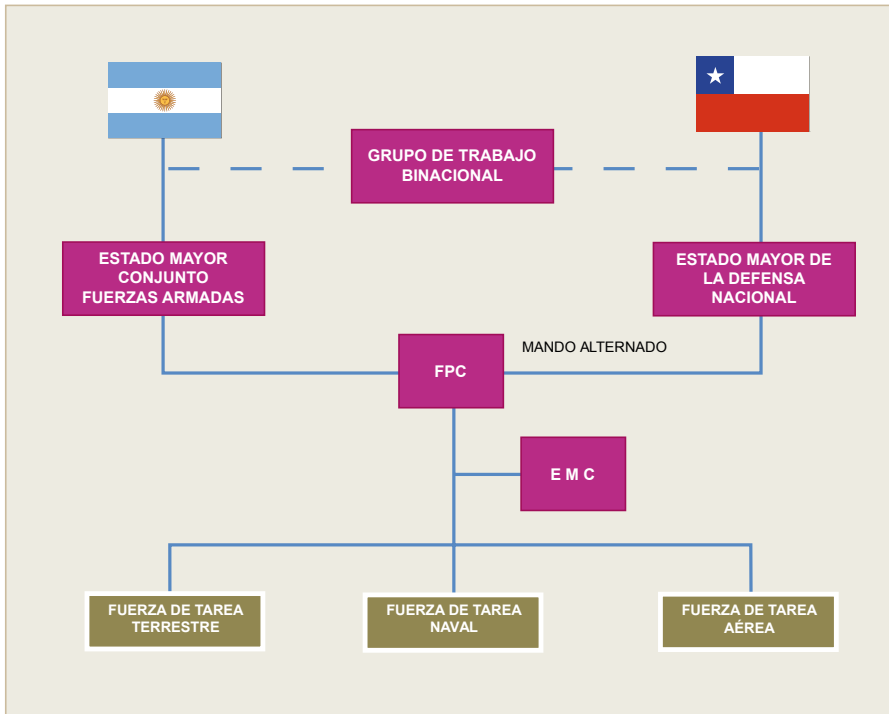 GRUPO DE TRABAJO
BINACIONAL
ESTADO MAYOR
CONJUNTO
FUERZAS ARMADAS
ESTADO MAYOR DE
LA DEFENSA
NACIONAL
MANDO ALTERNADO
FPC
E M C
FUERZA DE TAREA
TERRESTRE
FUERZA DE TAREA
NAVAL
FUERZA DE TAREA
AÉREA